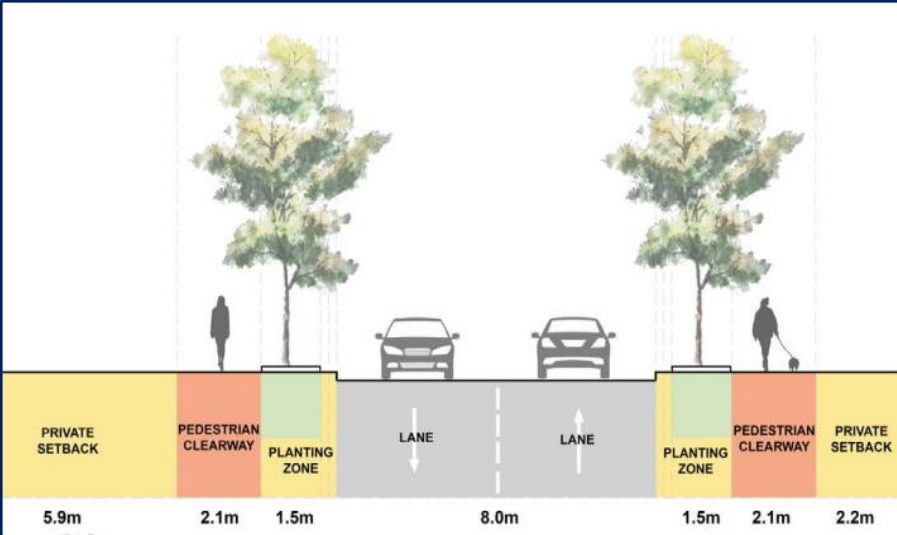 PRIVATE
SETBACK
PEDESTRIAN
CLEARWAY
PLANTING
ZONE
LANE
LANE
PLANTING
ZONE
PEDESTRIAN
CLEARWAY
PRIVATE
SETBACK
5.9m 2.1m 1.5m 8.0m 1.5m 2.1m 2.2m